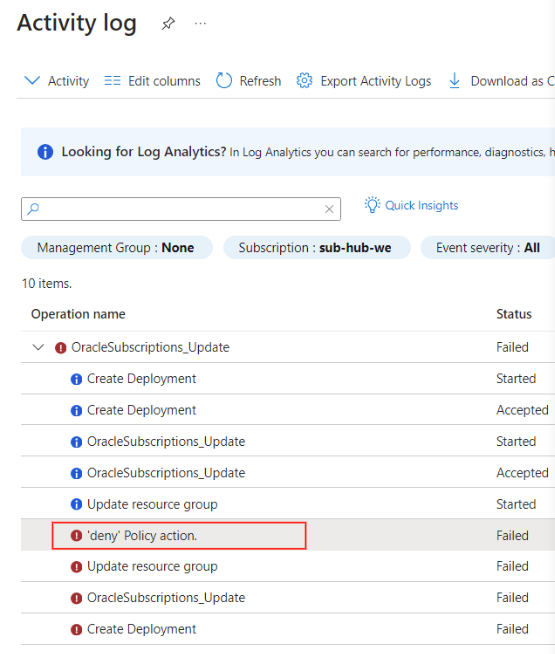 Activity log
Activity Edit columns Refresh Export Activity Logs Download as C
Looking for Log Analytics? In Log Analytics you can search for performance, diagnostics, h
Quick Insights
Management Group : None Subscription : sub-hub-we Event severity : All
10 items.
Operation name Status
OracleSubscriptions_Update Failed
Create Deployment Started
Create Deployment Accepted
OracleSubscriptions_Update Started
OracleSubscriptions_Update Accepted
Update resource group Started
'deny' Policy action. Failed
Update resource group Failed
OracleSubscriptions_Update Failed
Create Deployment Failed